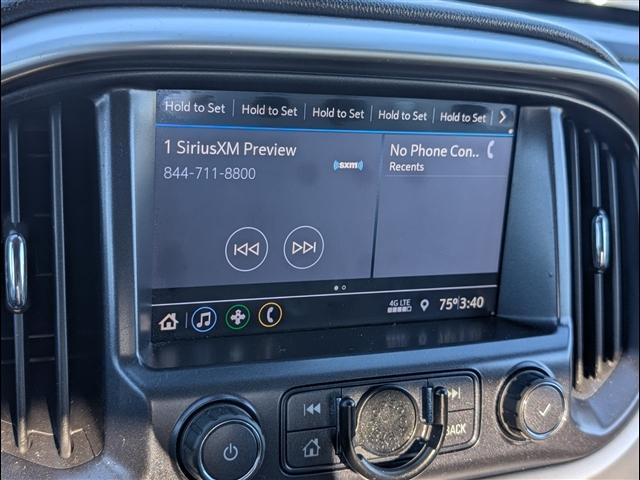 Hold to Set Hold to Set Hold to Set Hold to Set Hold to Set
1 SiriusXM Preview
844-711-8800
sxm
No Phone Con..
Recents
4G LTE
75° 3:40
BACK